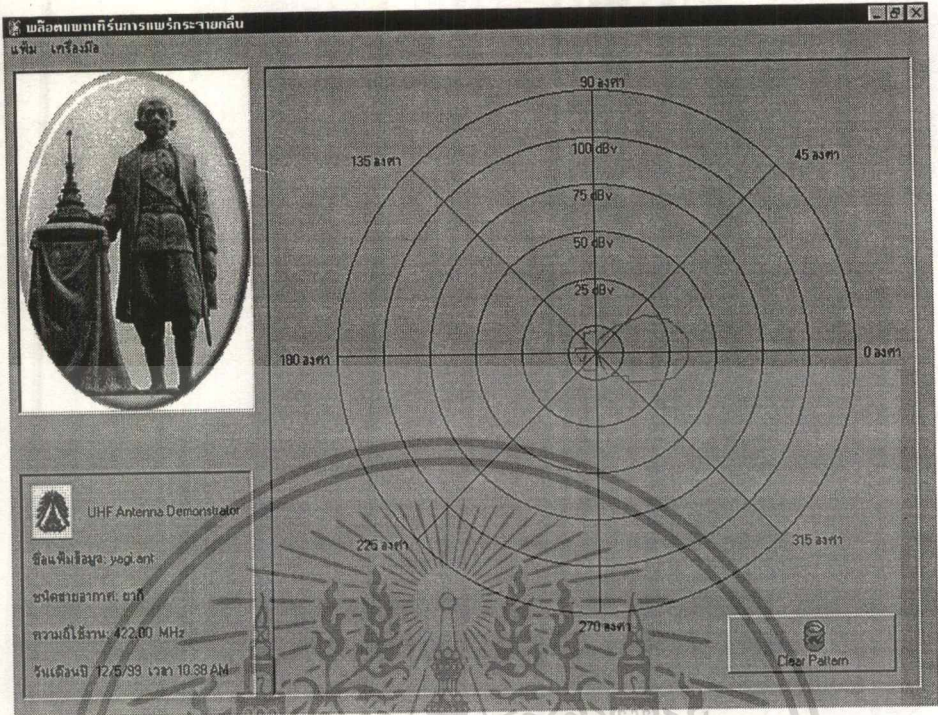 พล็อตแพทเทิร์นการแพร่กระจายคลื่น
แฟ้ม เครื่องมือ
90 องศา
135 องศา
45 องศา
100 dBv
75 dBv
50 dBv
25 dBv
180 องศา
0 องศา
225 องศา
315 องศา
270 องศา
UHF Antenna Demonstrator
ชื่อแฟ้มข้อมูล: yagi.ant
ชนิดสายอากาศ: ยากิ
ความถี่ใช้งาน: 422.00 MHz
วันเดือนปี 12/5/99 เวลา 10:38 AM
Clear Pattern